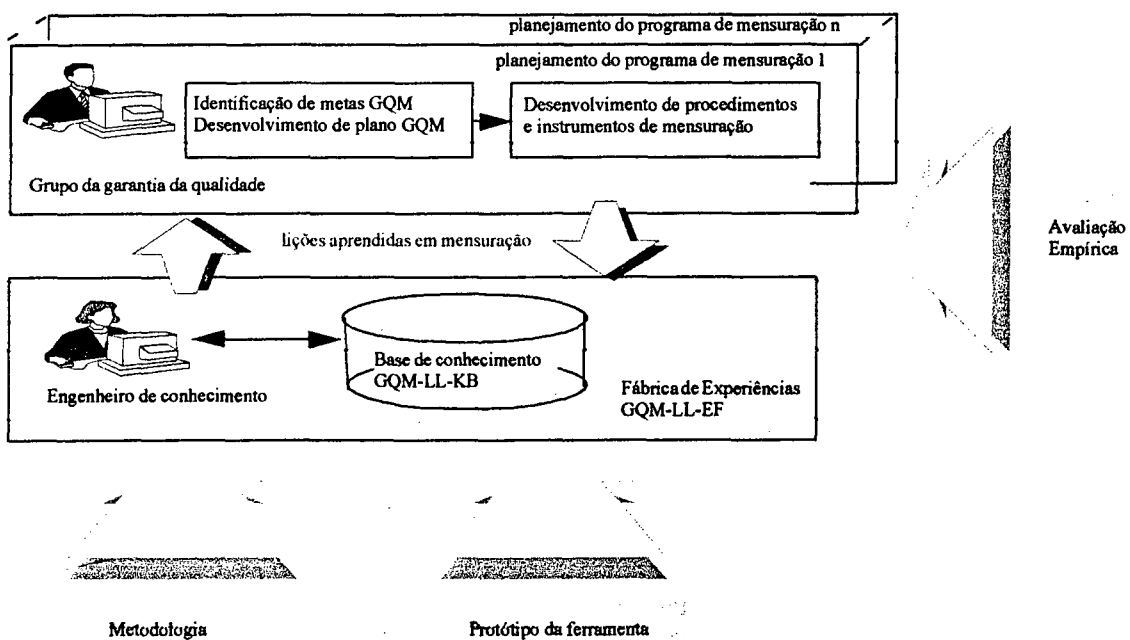 planejamento do programa de mensuração n
planejamento do programa de mensuração 1
Identificação de metas GQM
Desenvolvimento de plano GQM
Desenvolvimento de procedimentos
e instrumentos de mensuração
Grupo da garantia da qualidade
lições aprendidas em mensuração
Avaliação
Empírica
Base de conhecimento
GQM-LL-KB
Engenheiro de conhecimento
Fábrica de Experiências
GQM-LL-EF
Metodologia
Protótipo da ferramenta